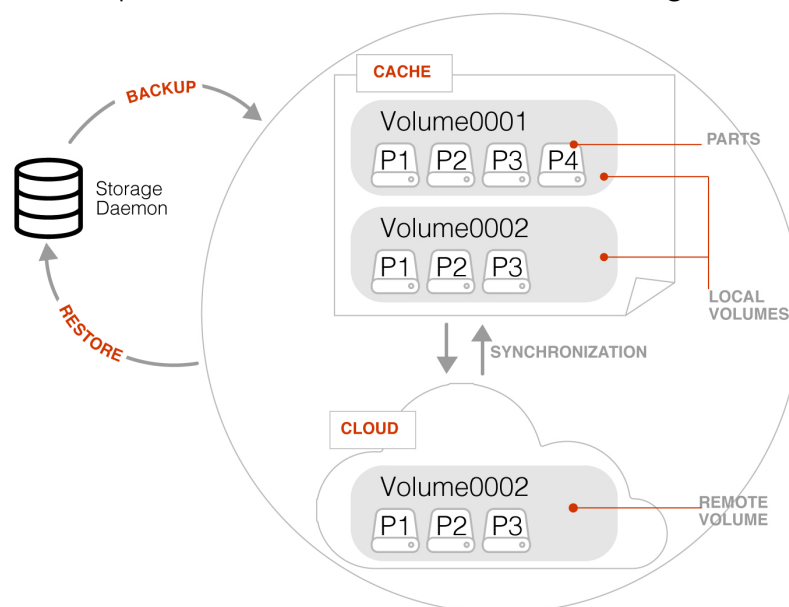 CACHE
BACKUP
Volume0001
P1 P2 P3 P4
PARTS
Storage
Daemon
Volume0002
P1 P2 P3
LOCAL
VOLUMES
RESTORE
SYNCHRONIZATION
CLOUD
Volume0002
P1 P2 P3
REMOTE
VOLUME